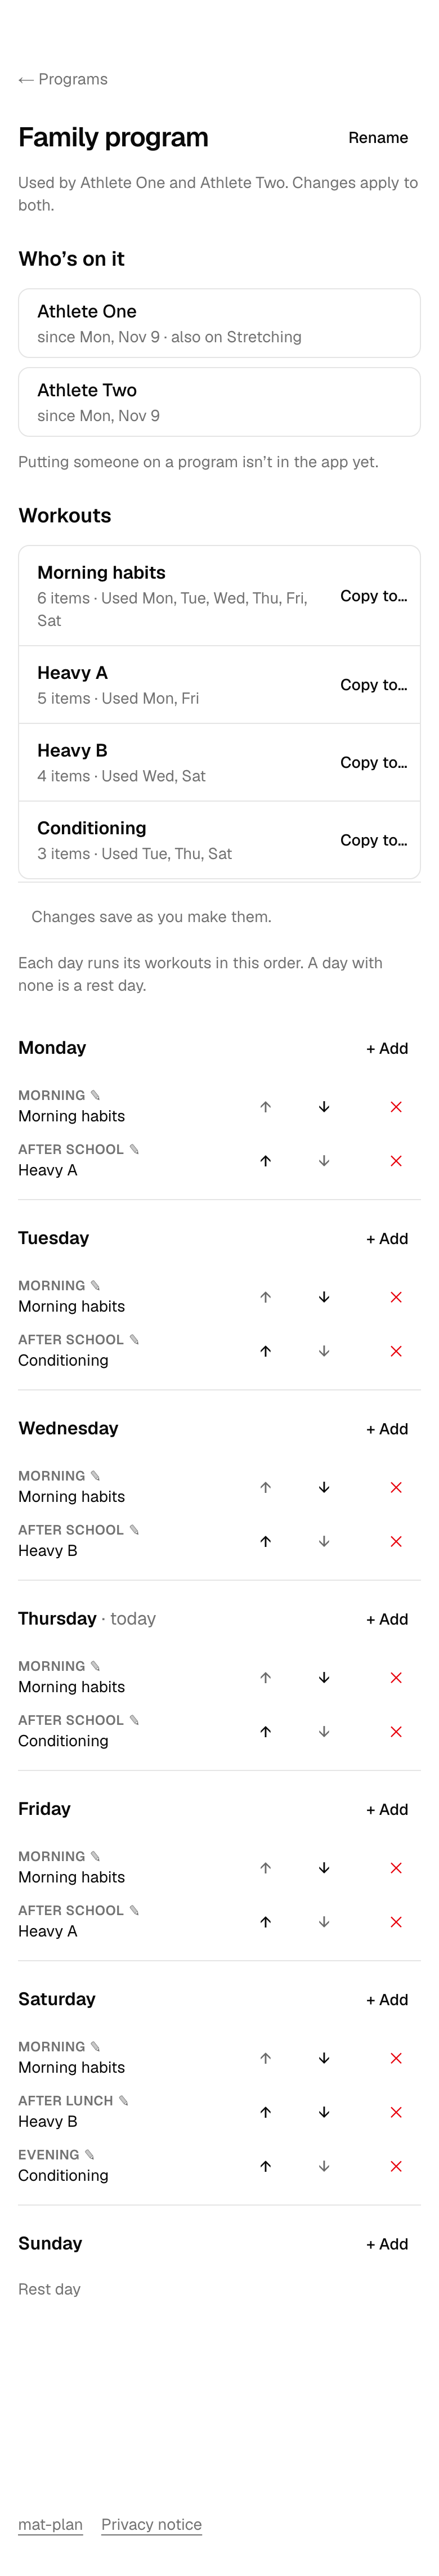 ← Programs
Family program
Rename
Used by Athlete One and Athlete Two. Changes apply to
both.
Who's on it
Athlete One
since Mon, Nov 9 · also on Stretching
Athlete Two
since Mon, Nov 9
Putting someone on a program isn't in the app yet.
Workouts
Morning habits
6 items · Used Mon, Tue, Wed, Thu, Fri,
Sat
Copy to…
Heavy A
5 items · Used Mon, Fri
Copy to…
Heavy B
4 items · Used Wed, Sat
Copy to…
Conditioning
3 items · Used Tue, Thu, Sat
Copy to…
Changes save as you make them.
Each day runs its workouts in this order. A day with
none is a rest day.
Monday
+ Add
MORNING ✎
Morning habits
↑ ↓ ×
AFTER SCHOOL ✎
Heavy A
↑ ↓ ×
Tuesday
+ Add
MORNING ✎
Morning habits
↑ ↓ ×
AFTER SCHOOL ✎
Conditioning
↑ ↓ ×
Wednesday
+ Add
MORNING ✎
Morning habits
↑ ↓ ×
AFTER SCHOOL ✎
Heavy B
↑ ↓ ×
Thursday · today
+ Add
MORNING ✎
Morning habits
↑ ↓ ×
AFTER SCHOOL ✎
Conditioning
↑ ↓ ×
Friday
+ Add
MORNING ✎
Morning habits
↑ ↓ ×
AFTER SCHOOL ✎
Heavy A
↑ ↓ ×
Saturday
+ Add
MORNING ✎
Morning habits
↑ ↓ ×
AFTER LUNCH ✎
Heavy B
↑ ↓ ×
EVENING ✎
Conditioning
↑ ↓ ×
Sunday
+ Add
Rest day
mat-plan
Privacy notice